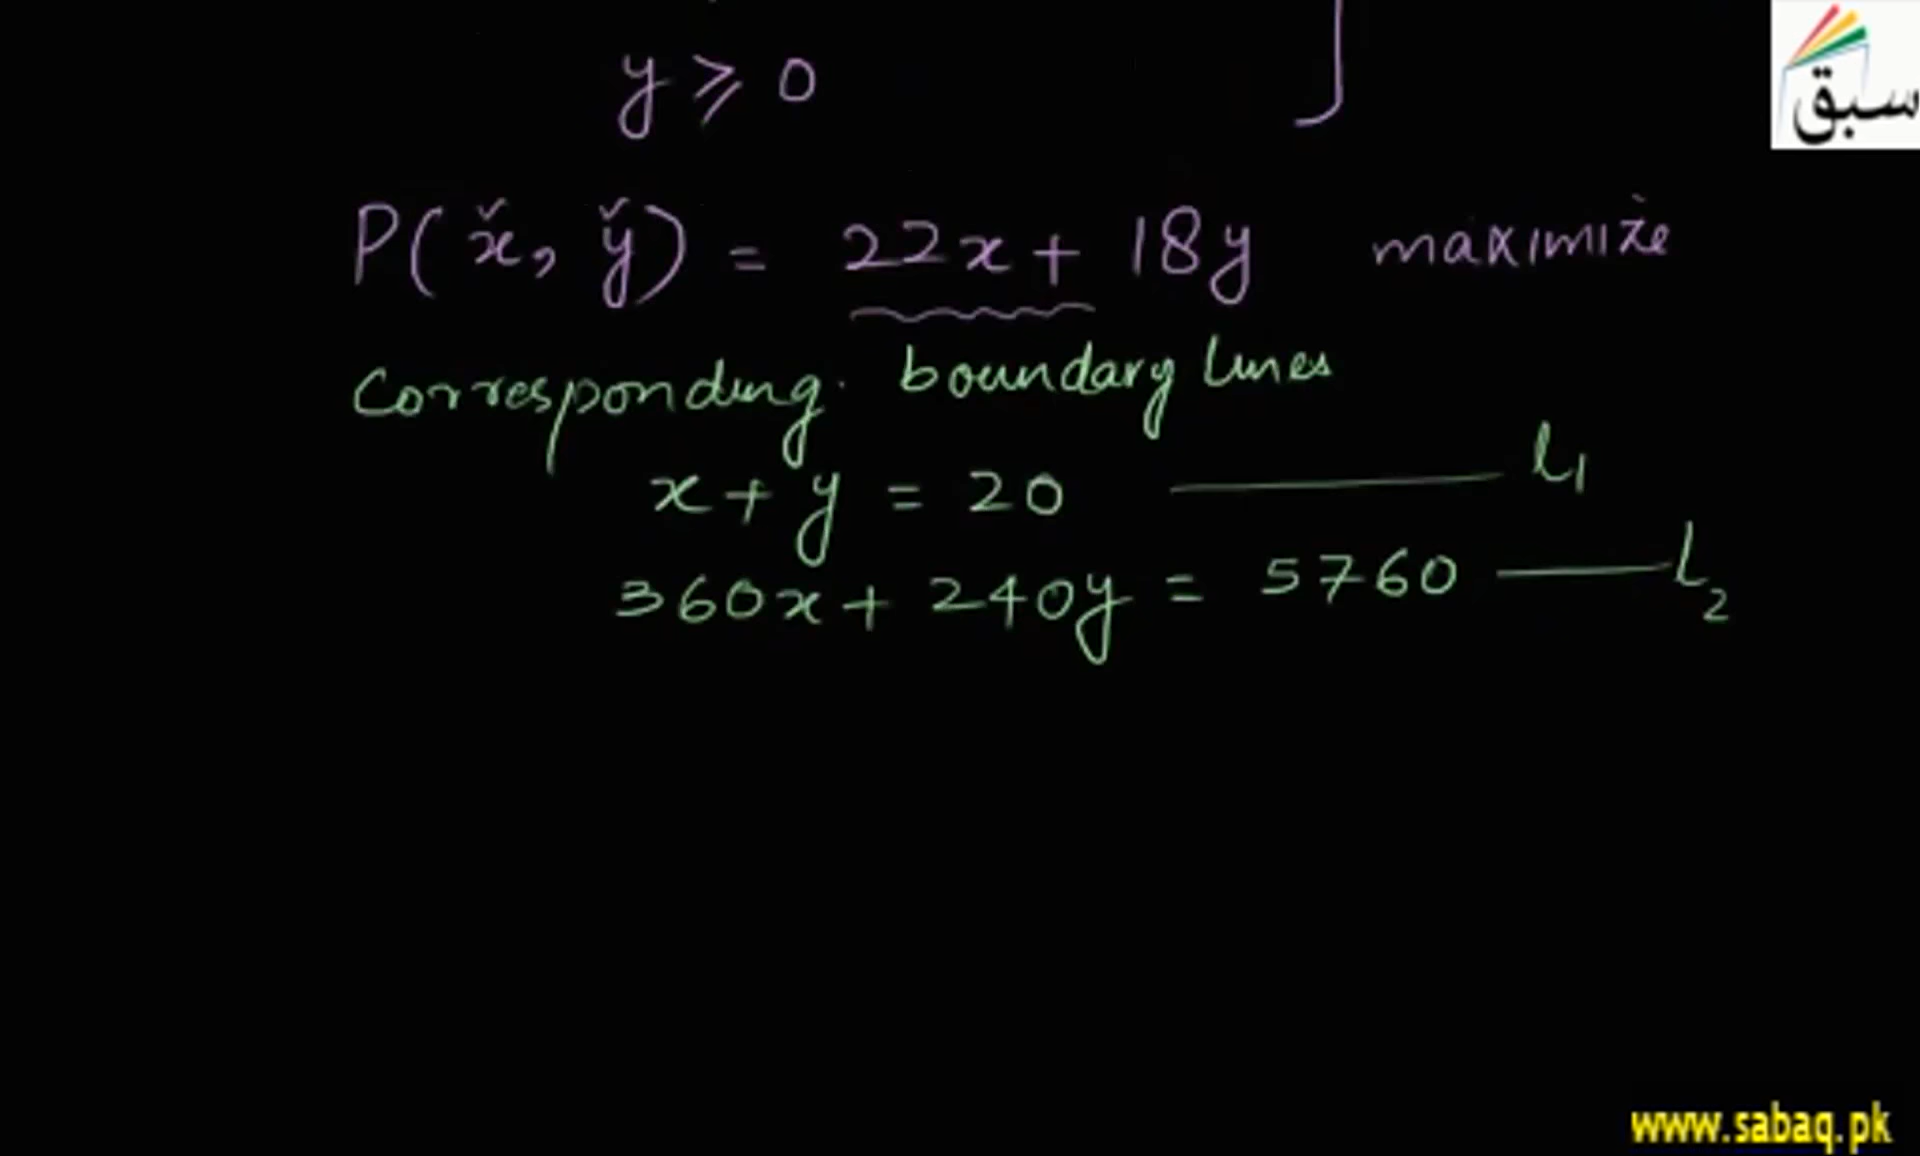 سبق
y ⩾ 0
P(x, y) = 22x + 18y maximize
Corresponding boundary lines
x + y = 20 — l₁
360x + 240y = 5760 — l₂
www.sabaq.pk